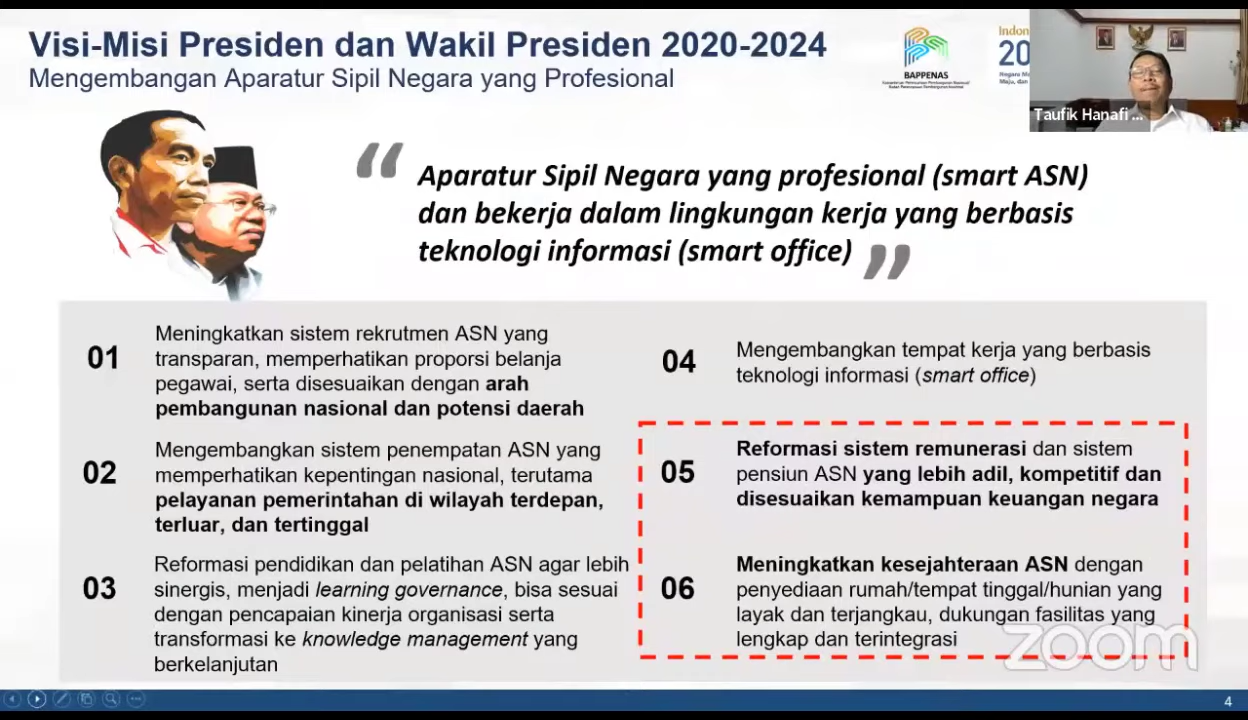 Visi-Misi Presiden dan Wakil Presiden 2020-2024
Mengembangan Aparatur Sipil Negara yang Profesional
BAPPENAS
Indon
20
Negara M
Maju, dan
Taufik Hanafi ...
“ Aparatur Sipil Negara yang profesional (smart ASN)
dan bekerja dalam lingkungan kerja yang berbasis
teknologi informasi (smart office) ”
01
Meningkatkan sistem rekrutmen ASN yang
transparan, memperhatikan proporsi belanja
pegawai, serta disesuaikan dengan arah
pembangunan nasional dan potensi daerah
02
Mengembangkan sistem penempatan ASN yang
memperhatikan kepentingan nasional, terutama
pelayanan pemerintahan di wilayah terdepan,
terluar, dan tertinggal
03
Reformasi pendidikan dan pelatihan ASN agar lebih
sinergis, menjadi learning governance, bisa sesuai
dengan pencapaian kinerja organisasi serta
transformasi ke knowledge management yang
berkelanjutan
04
Mengembangkan tempat kerja yang berbasis
teknologi informasi (smart office)
05
Reformasi sistem remunerasi dan sistem
pensiun ASN yang lebih adil, kompetitif dan
disesuaikan kemampuan keuangan negara
06
Meningkatkan kesejahteraan ASN dengan
penyediaan rumah/tempat tinggal/hunian yang
layak dan terjangkau, dukungan fasilitas yang
lengkap dan terintegrasi
zoom
4